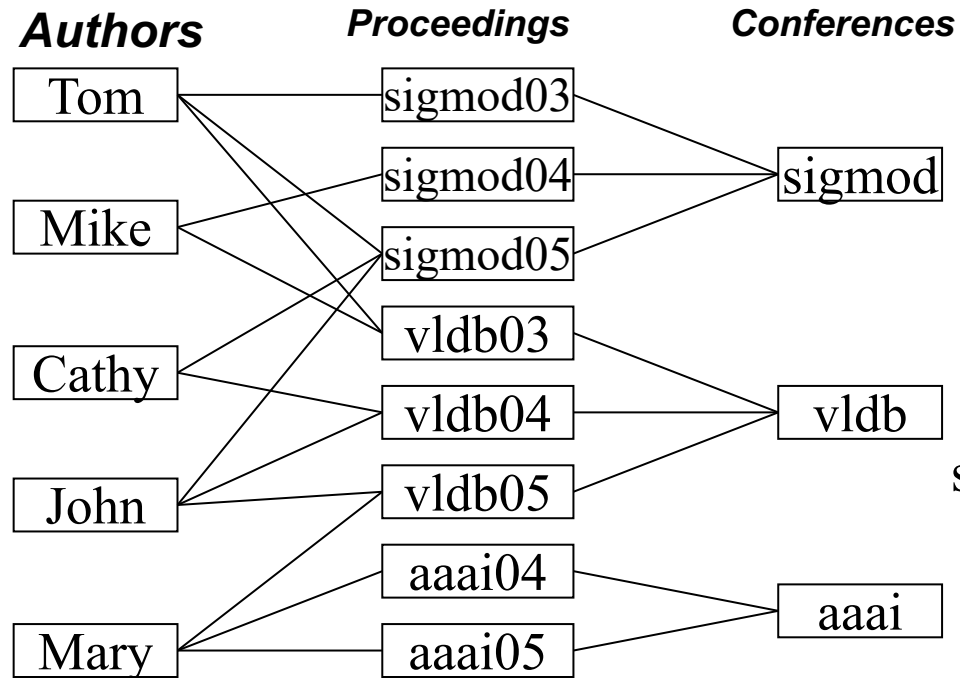 Authors
Proceedings
Conferences
Tom
Mike
Cathy
John
Mary
sigmod03
sigmod04
sigmod05
vldb03
vldb04
vldb05
aaai04
aaai05
sigmod
vldb
aaai
s